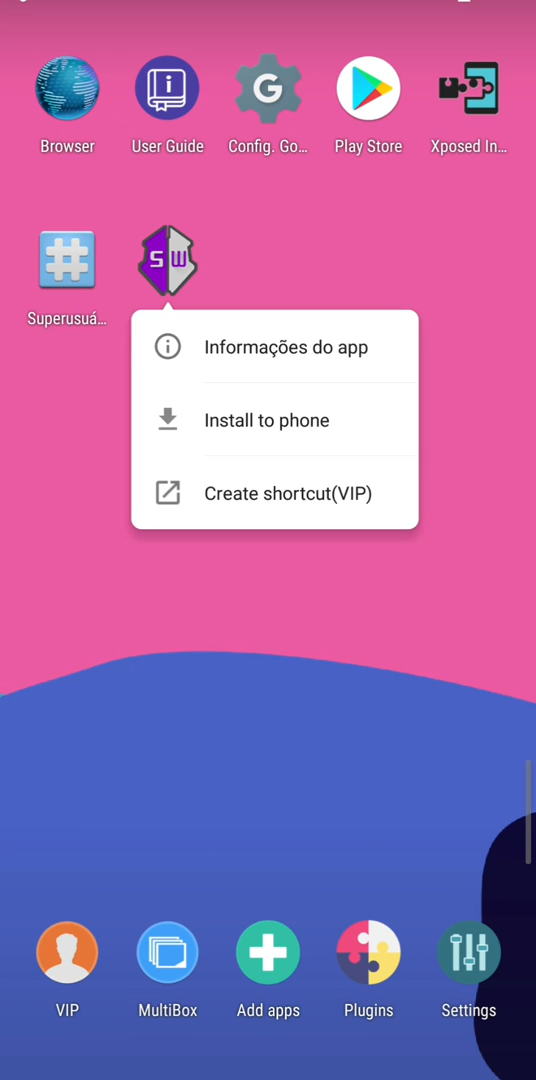 Browser
User Guide
Config. Go...
Play Store
Xposed In...
Superusuá...
SW
Informações do app
Install to phone
Create shortcut(VIP)
VIP
MultiBox
Add apps
Plugins
Settings